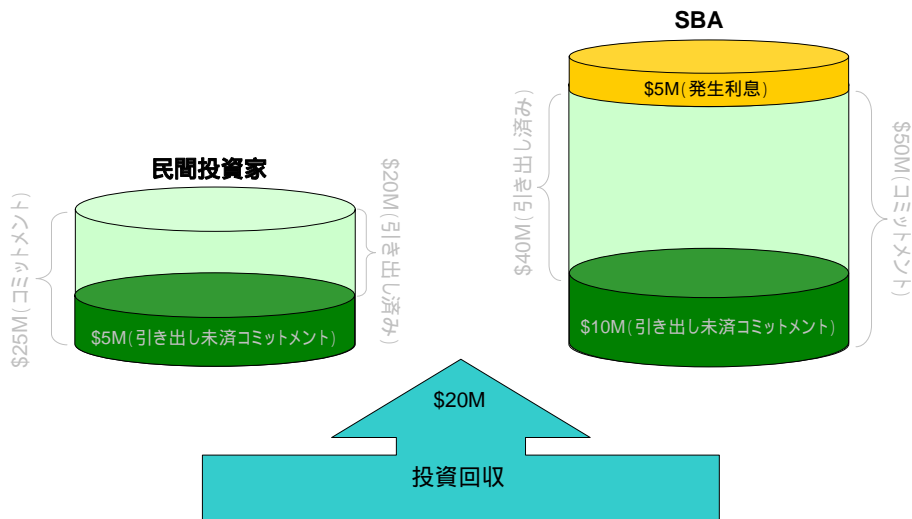 SBA
$5M(発生利息)
$40M(引き出し済み)
$50M(コミットメント)
$10M(引き出し未済コミットメント)
民間投資家
$25M(コミットメント)
$20M(引き出し済み)
$5M(引き出し未済コミットメント)
$20M
投資回収